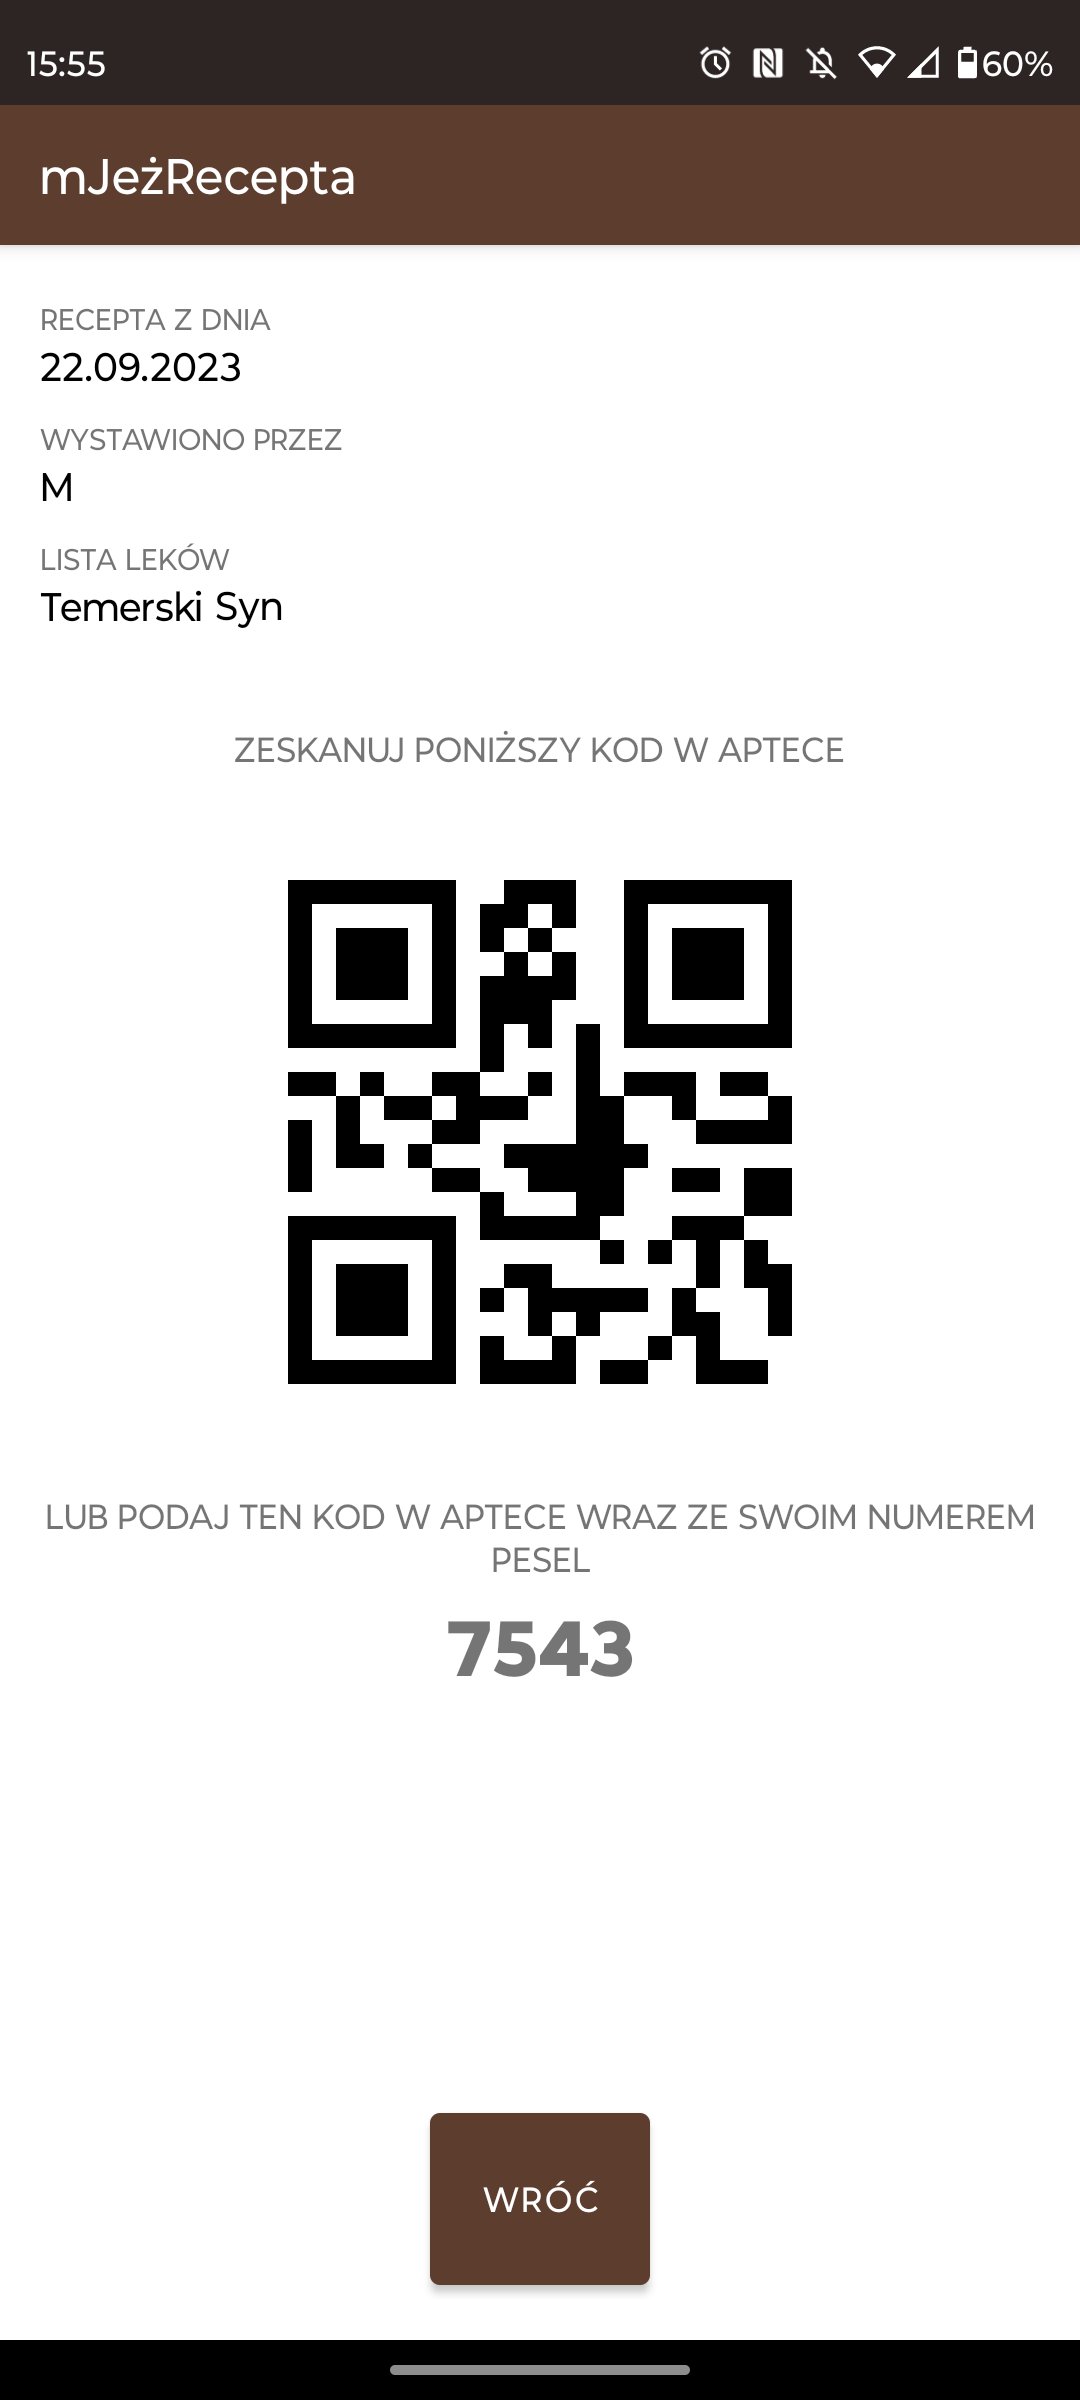 15:55
60%
mJeżRecepta
RECEPTA Z DNIA
22.09.2023
WYSTAWIONO PRZEZ
M
LISTA LEKÓW
Temerski Syn
ZESKANUJ PONIŻSZY KOD W APTECE
LUB PODAJ TEN KOD W APTECE WRAZ ZE SWOIM NUMEREM
PESEL
7543
WRÓĆ